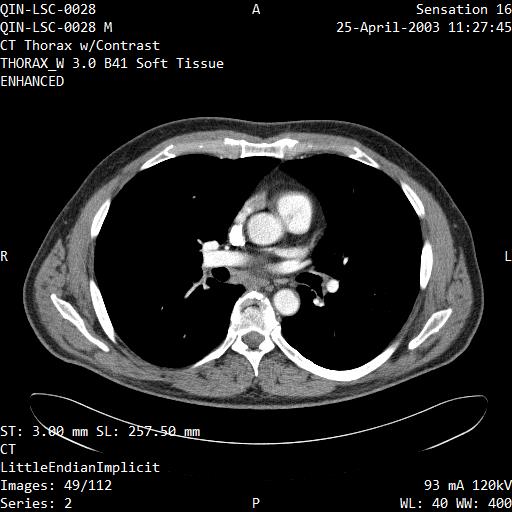 QIN-LSC-0028 A Sensation 16
QIN-LSC-0028 M 25-April-2003 11:27:45
CT Thorax w/Contrast
THORAX_W 3.0 B41 Soft Tissue
ENHANCED
R L
ST: 3.00 mm SL: 257.50 mm
CT
LittleEndianImplicit
Images: 49/112 93 mA 120kV
Series: 2 P WL: 40 WW: 400